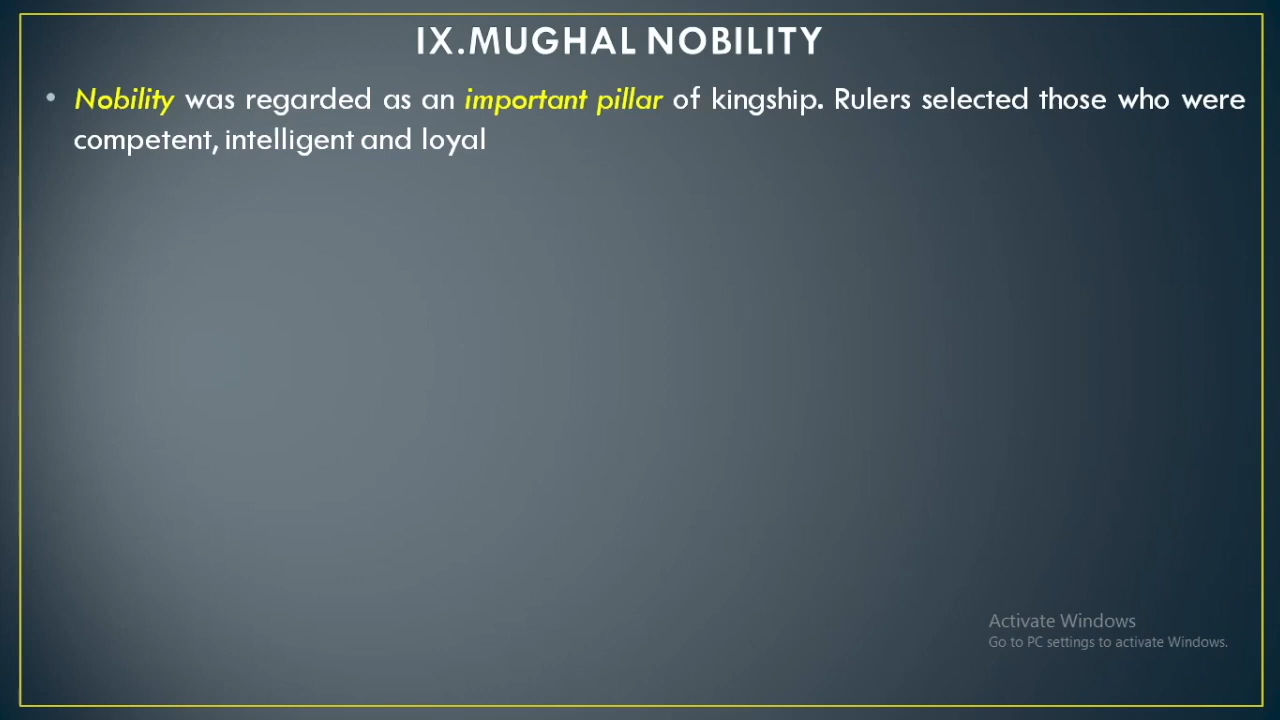 IX.MUGHAL NOBILITY
• Nobility was regarded as an important pillar of kingship. Rulers selected those who were
competent, intelligent and loyal
Activate Windows
Go to PC settings to activate Windows.